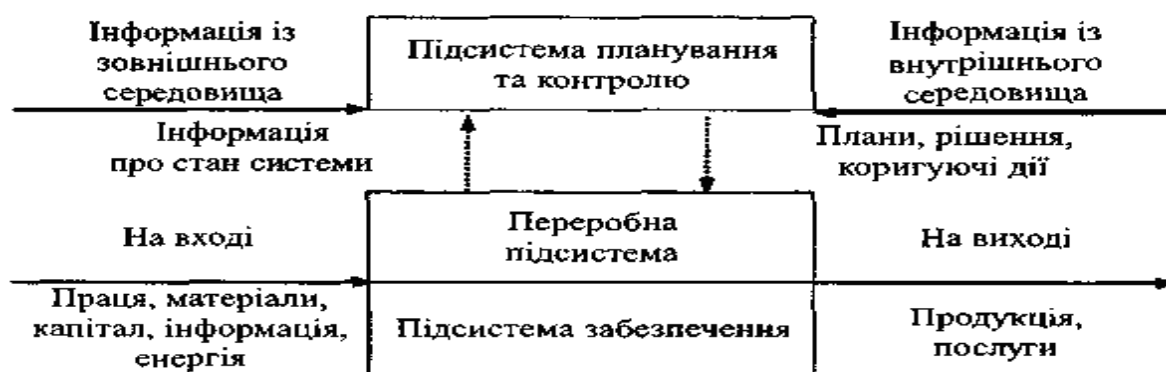 Інформація із
зовнішнього
середовища
Підсистема планування
та контролю
Інформація із
внутрішнього
середовища
Інформація
про стан системи
Плани, рішення,
коригуючі дії
На вході
Переробна
підсистема
На виході
Праця, матеріали,
капітал, інформація,
енергія
Підсистема забезпечення
Продукція,
послуги